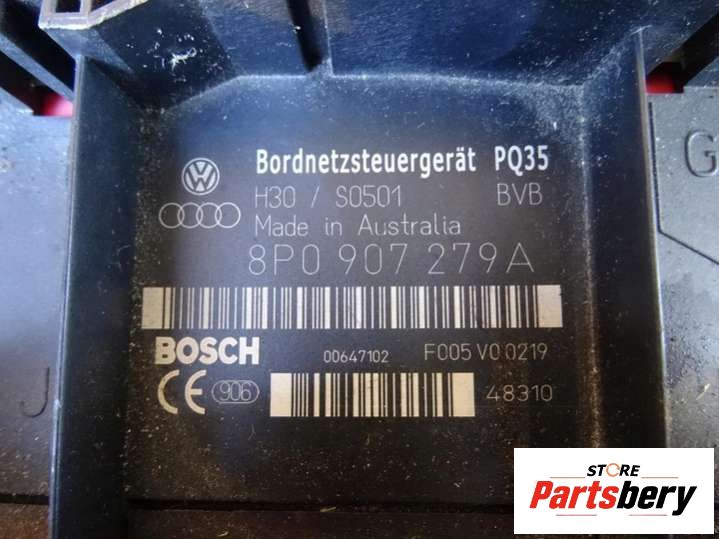 Bordnetzsteuergerät PQ35
H30 / S0501 BVB
Made in Australia
8P0 907 279A
BOSCH 00647102 F005 V0 0219
CE 906 48310
J
G
STORE
Partsbery